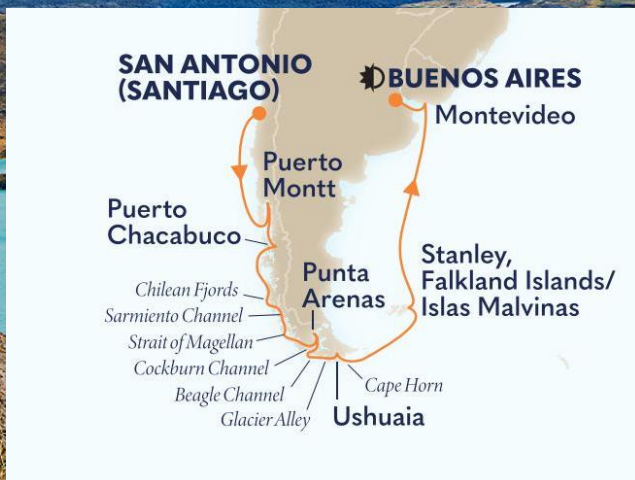 SAN ANTONIO
(SANTIAGO)
BUENOS AIRES
Montevideo
Puerto
Montt
Puerto
Chacabuco
Punta
Arenas
Stanley,
Falkland Islands/
Islas Malvinas
Chilean Fjords
Sarmiento Channel
Strait of Magellan
Cockburn Channel
Beagle Channel
Glacier Alley
Cape Horn
Ushuaia